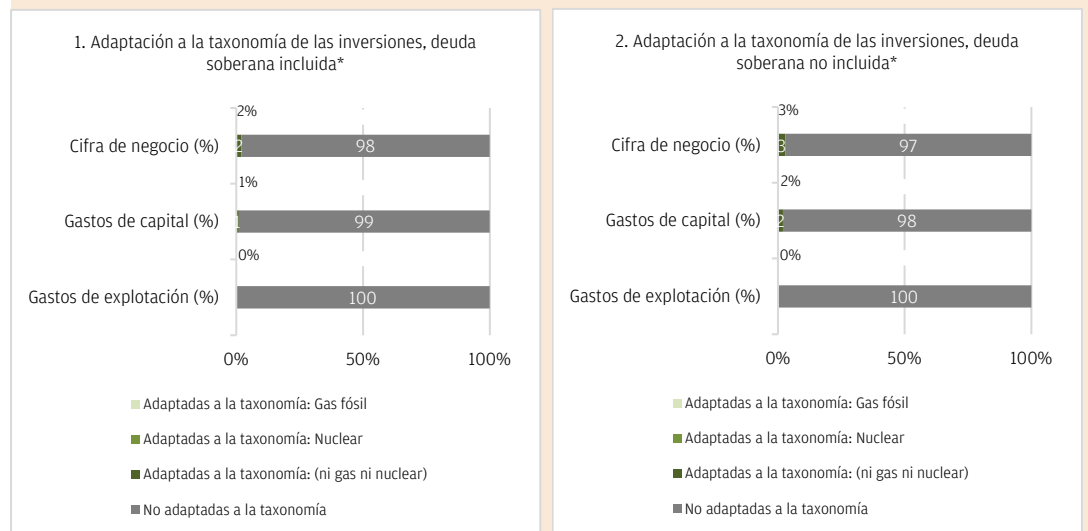 1. Adaptación a la taxonomía de las inversiones, deuda
soberana incluida*
2%
Cifra de negocio (%)
2
98
1%
Gastos de capital (%)
1
99
0%
Gastos de explotación (%)
100
0%
50%
100%
Adaptadas a la taxonomía: Gas fósil
Adaptadas a la taxonomía: Nuclear
Adaptadas a la taxonomía: (ni gas ni nuclear)
No adaptadas a la taxonomía
2. Adaptación a la taxonomía de las inversiones, deuda
soberana no incluida*
3%
Cifra de negocio (%)
3
97
2%
Gastos de capital (%)
2
98
0%
Gastos de explotación (%)
100
0%
50%
100%
Adaptadas a la taxonomía: Gas fósil
Adaptadas a la taxonomía: Nuclear
Adaptadas a la taxonomía: (ni gas ni nuclear)
No adaptadas a la taxonomía